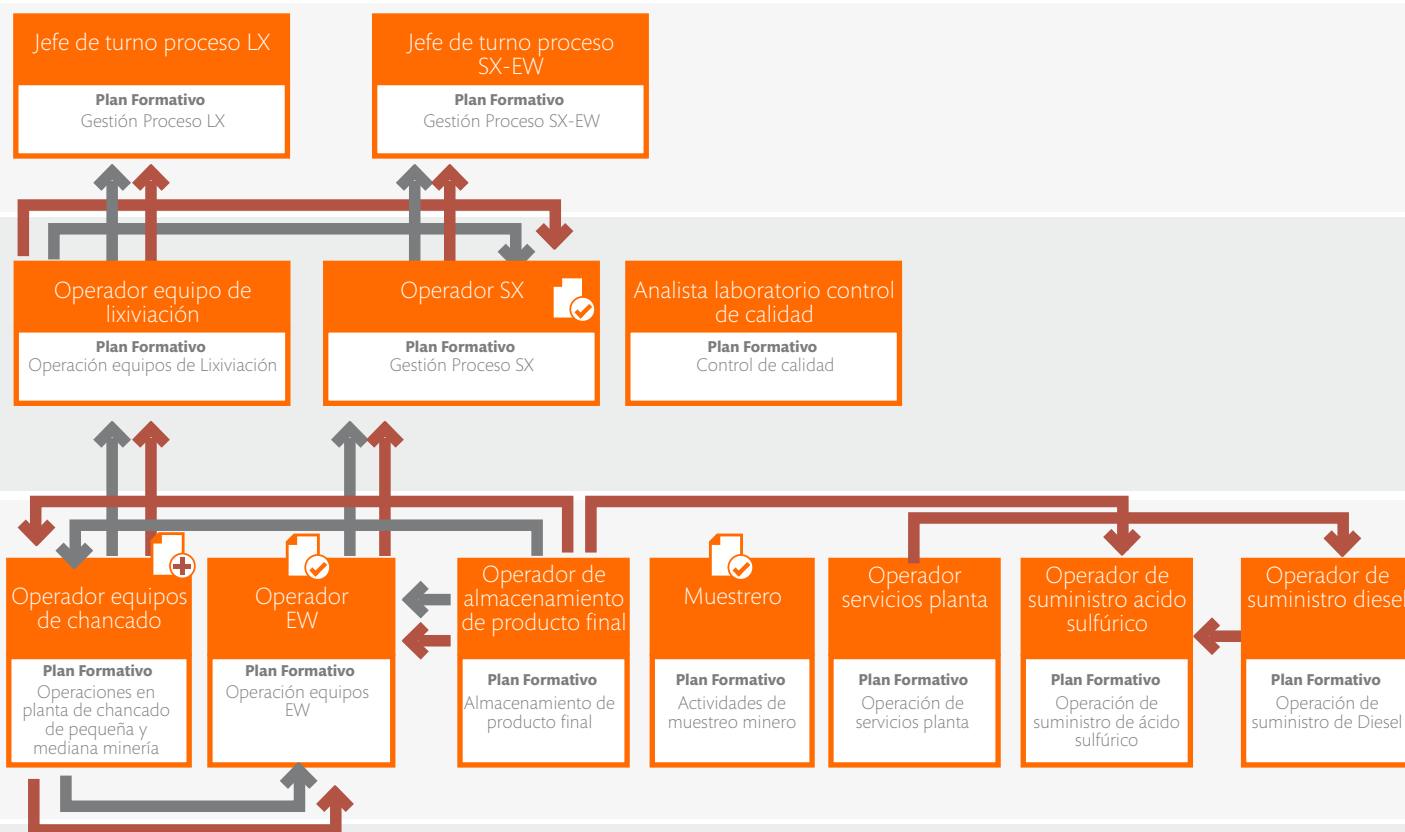 Jefe de turno proceso LX
Plan Formativo
Gestión Proceso LX
Jefe de turno proceso
SX-EW
Plan Formativo
Gestión Proceso SX-EW
Operador equipo de
lixiviación
Plan Formativo
Operación equipos de Lixiviación
Operador SX
Plan Formativo
Gestión Proceso SX
Analista laboratorio control
de calidad
Plan Formativo
Control de calidad
Operador equipos
de chancado
Plan Formativo
Operaciones en
planta de chancado
de pequeña y
mediana minería
Operador
EW
Plan Formativo
Operación equipos
EW
Operador de
almacenamiento
de producto final
Plan Formativo
Almacenamiento de
producto final
Muestrero
Plan Formativo
Actividades de
muestreo minero
Operador
servicios planta
Plan Formativo
Operación de
servicios planta
Operador de
suministro acido
sulfúrico
Plan Formativo
Operación de
suministro de ácido
sulfúrico
Operador de
suministro diesel
Plan Formativo
Operación de
suministro de Diesel